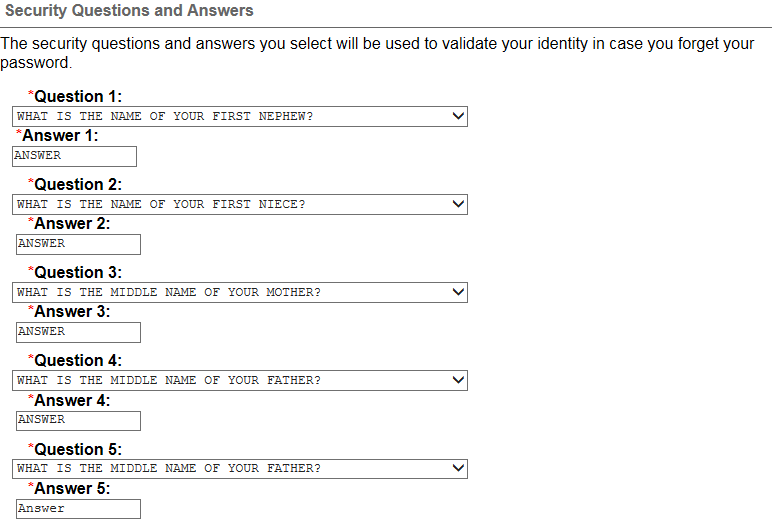 Security Questions and Answers
The security questions and answers you select will be used to validate your identity in case you forget your
password.
*Question 1:
WHAT IS THE NAME OF YOUR FIRST NEPHEW?
*Answer 1:
ANSWER
*Question 2:
WHAT IS THE NAME OF YOUR FIRST NIECE?
*Answer 2:
ANSWER
*Question 3:
WHAT IS THE MIDDLE NAME OF YOUR MOTHER?
*Answer 3:
ANSWER
*Question 4:
WHAT IS THE MIDDLE NAME OF YOUR FATHER?
*Answer 4:
ANSWER
*Question 5:
WHAT IS THE MIDDLE NAME OF YOUR FATHER?
*Answer 5:
Answer